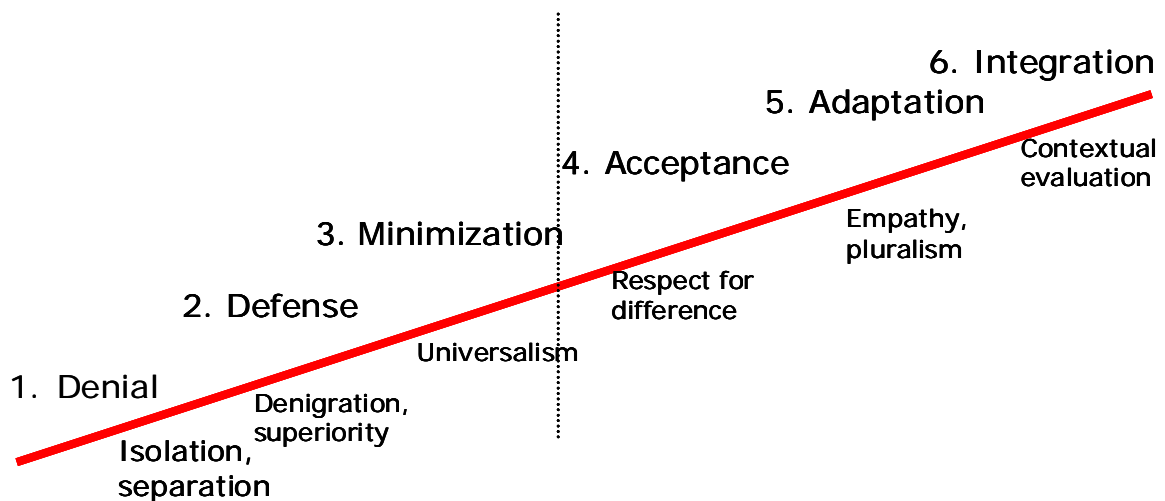 6. Integration
5. Adaptation
Contextual
evaluation
4. Acceptance
Empathy,
pluralism
3. Minimization
Respect for
difference
2. Defense
Universalism
1. Denial
Denigration,
superiority
Isolation,
separation